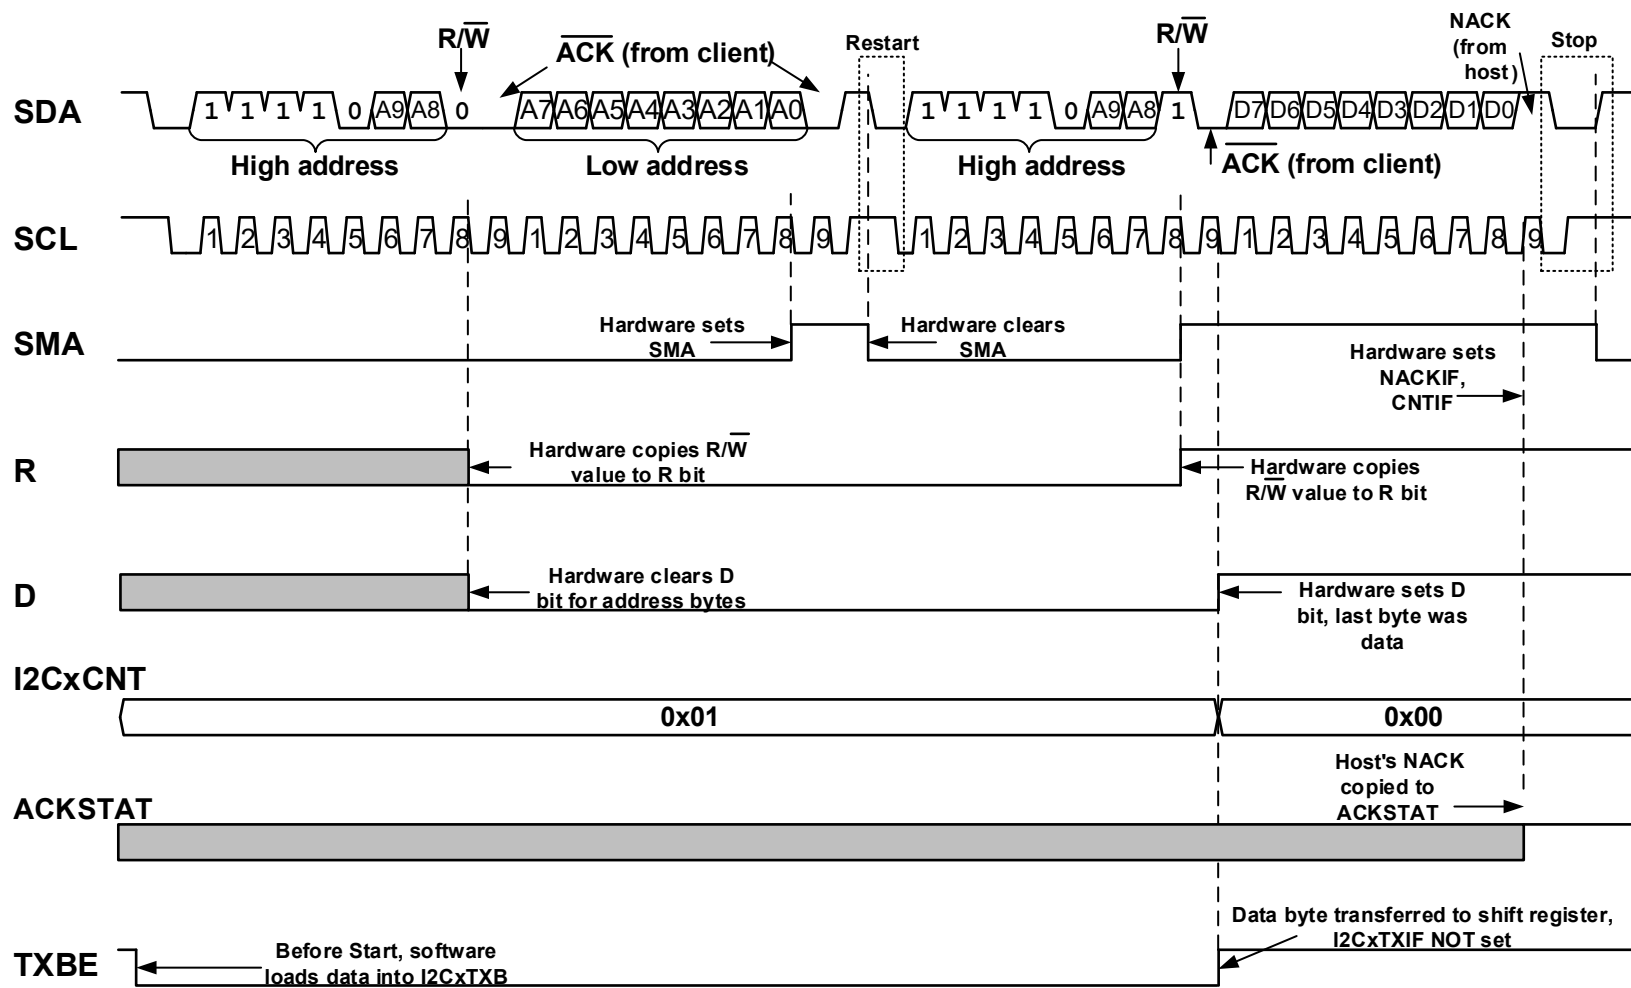 R/W ACK (from client) Restart R/W NACK (from host) Stop
SDA 1 1 1 1 0 A9 A8 0 A7 A6 A5 A4 A3 A2 A1 A0 1 1 1 1 0 A9 A8 1 D7 D6 D5 D4 D3 D2 D1 D0
High address Low address High address ACK (from client)
SCL 1 2 3 4 5 6 7 8 9 1 2 3 4 5 6 7 8 9 1 2 3 4 5 6 7 8 9 1 2 3 4 5 6 7 8 9
SMA
Hardware sets
SMA
Hardware clears
SMA
Hardware sets
NACKIF,
CNTIF
R
Hardware copies R/W
value to R bit
Hardware copies
R/W value to R bit
D
Hardware clears D
bit for address bytes
Hardware sets D
bit, last byte was
data
I2CxCNT
0x01 0x00
ACKSTAT
Host's NACK
copied to
ACKSTAT
TXBE
Before Start, software
loads data into I2CxTXB
Data byte transferred to shift register,
I2CxTXIF NOT set